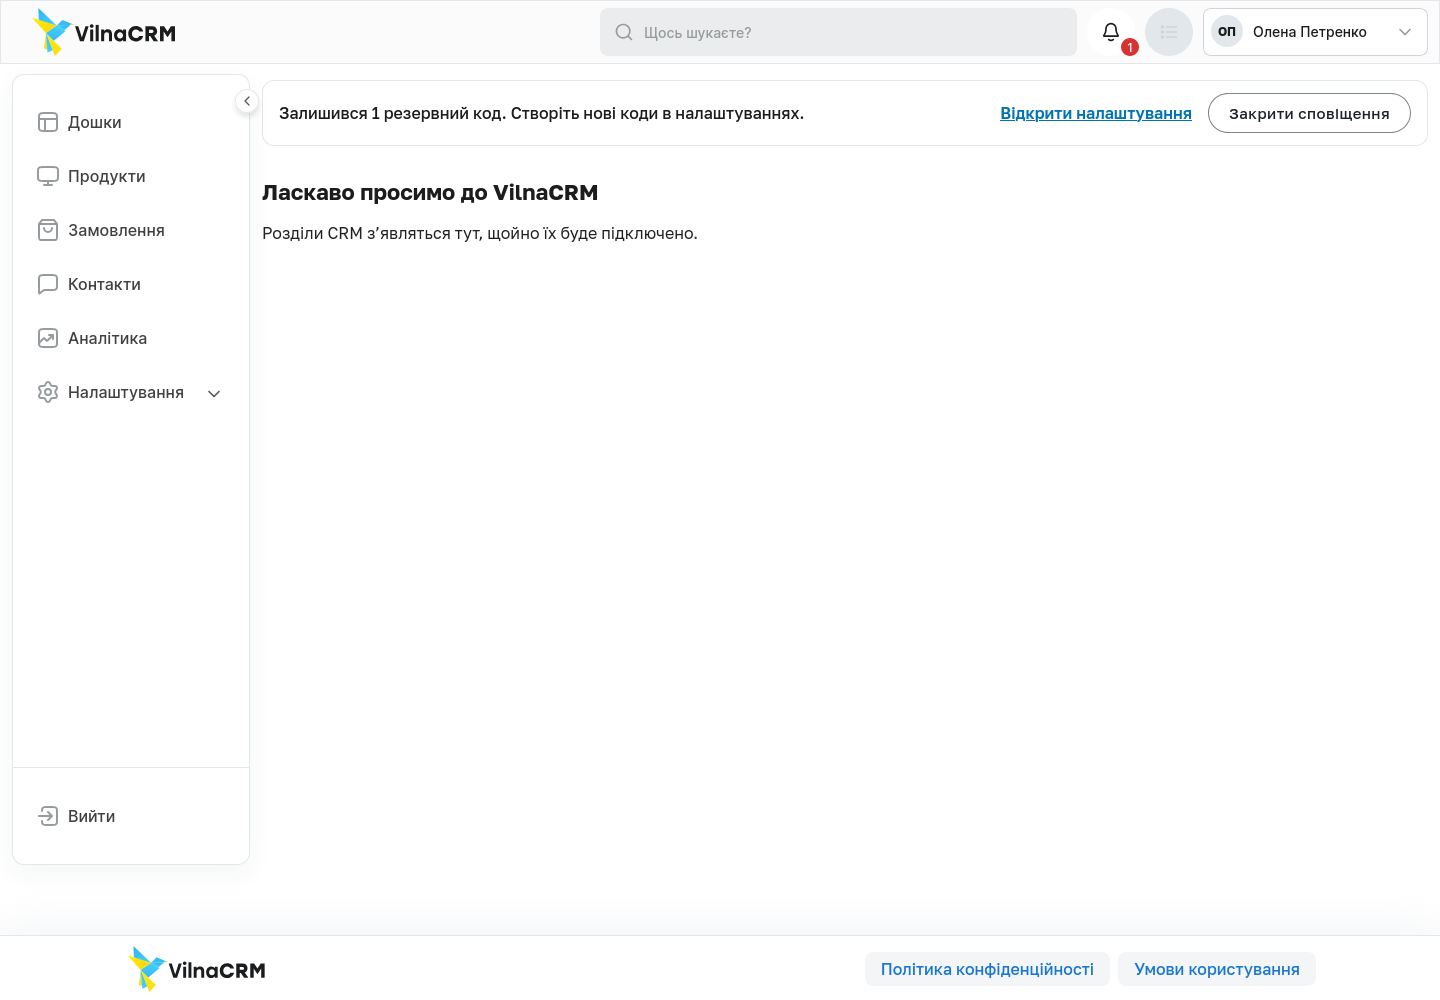 VilnaCRM
Щось шукаєте?
1
ОП
Олена Петренко
Дошки
Продукти
Замовлення
Контакти
Аналітика
Налаштування
Вийти
Залишився 1 резервний код. Створіть нові коди в налаштуваннях.
Відкрити налаштування
Закрити сповіщення
Ласкаво просимо до VilnaCRM
Розділи CRM з’являться тут, щойно їх буде підключено.
VilnaCRM
Політика конфіденційності
Умови користування